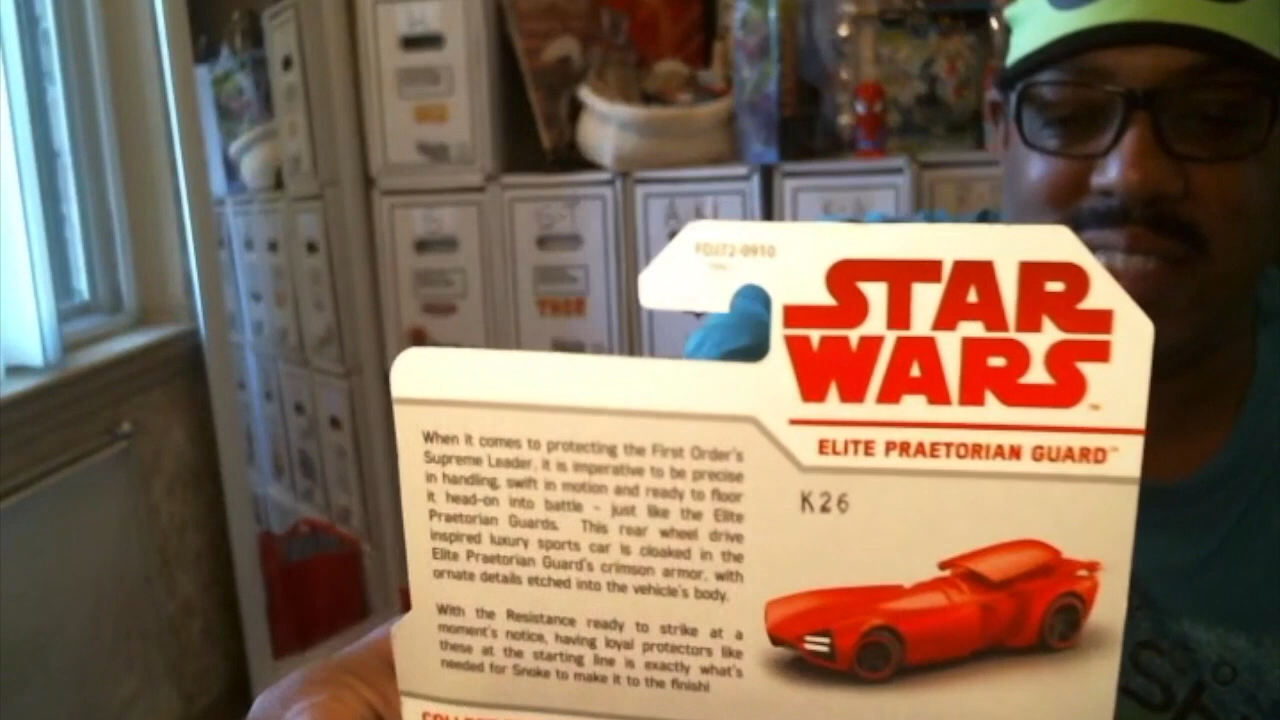 STAR
WARS
ELITE PRAETORIAN GUARD™
K26
When it comes to protecting the First Order's
Supreme Leader, it is imperative to be precise
in handling, swift in motion and ready to floor
it head-on into battle - just like the Elite
Praetorian Guards. This rear wheel drive
inspired luxury sports car is cloaked in the
Elite Praetorian Guard's crimson armor, with
ornate details etched into the vehicle's body.
With the Resistance ready to strike at a
moment's notice, having loyal protectors like
these at the starting line is exactly what's
needed for Snoke to make it to the finish!
THOR